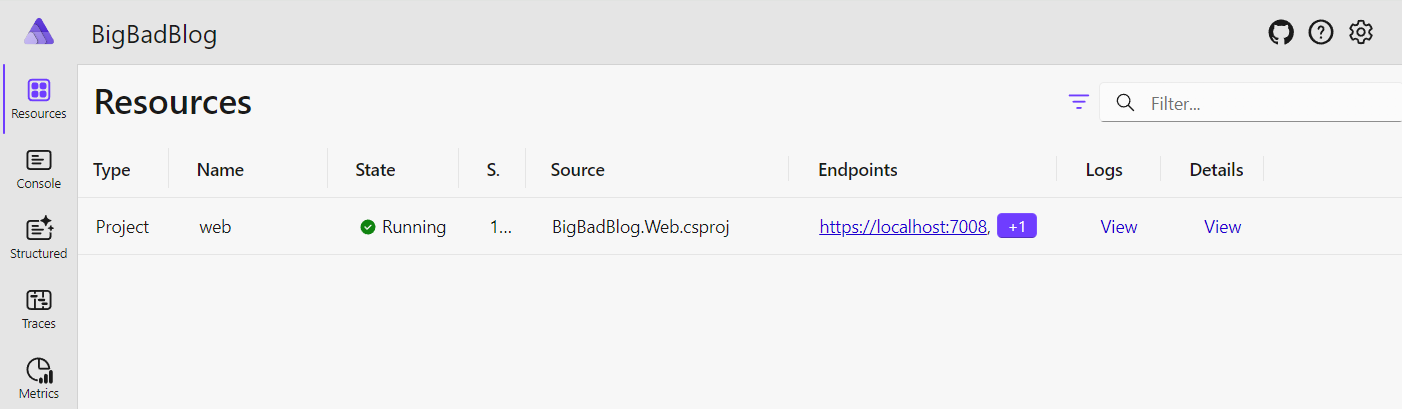 BigBadBlog
Resources
Resources
Filter...
Console
Structured
Traces
Metrics
Type Name State S. Source Endpoints Logs Details
Project web Running 1... BigBadBlog.Web.csproj https://localhost:7008, +1 View View